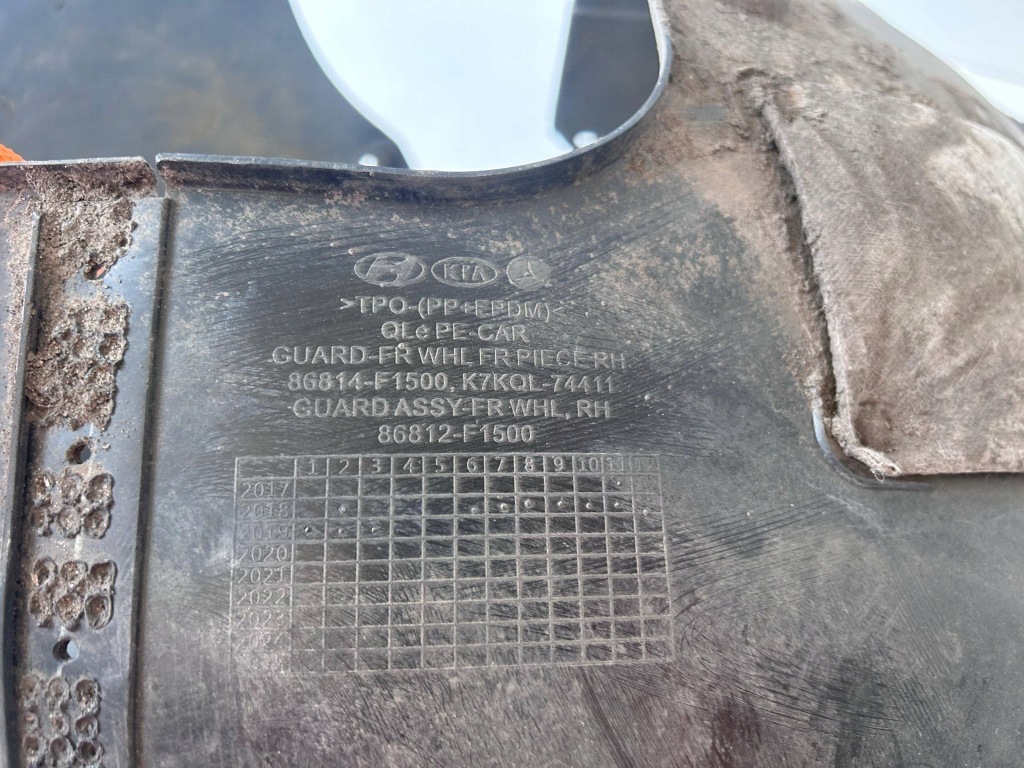 KIA
>TPO-(PP+EPDM)<
QLe PE-CAR
GUARD-FR WHL FR PIECE RH
86814-F1500, K7KQL-74411
GUARD ASSY-FR WHL, RH
86812-F1500
1 2 3 4 5 6 7 8 9 10 11 12
2017
2018
2019
2020
2021
2022
2023